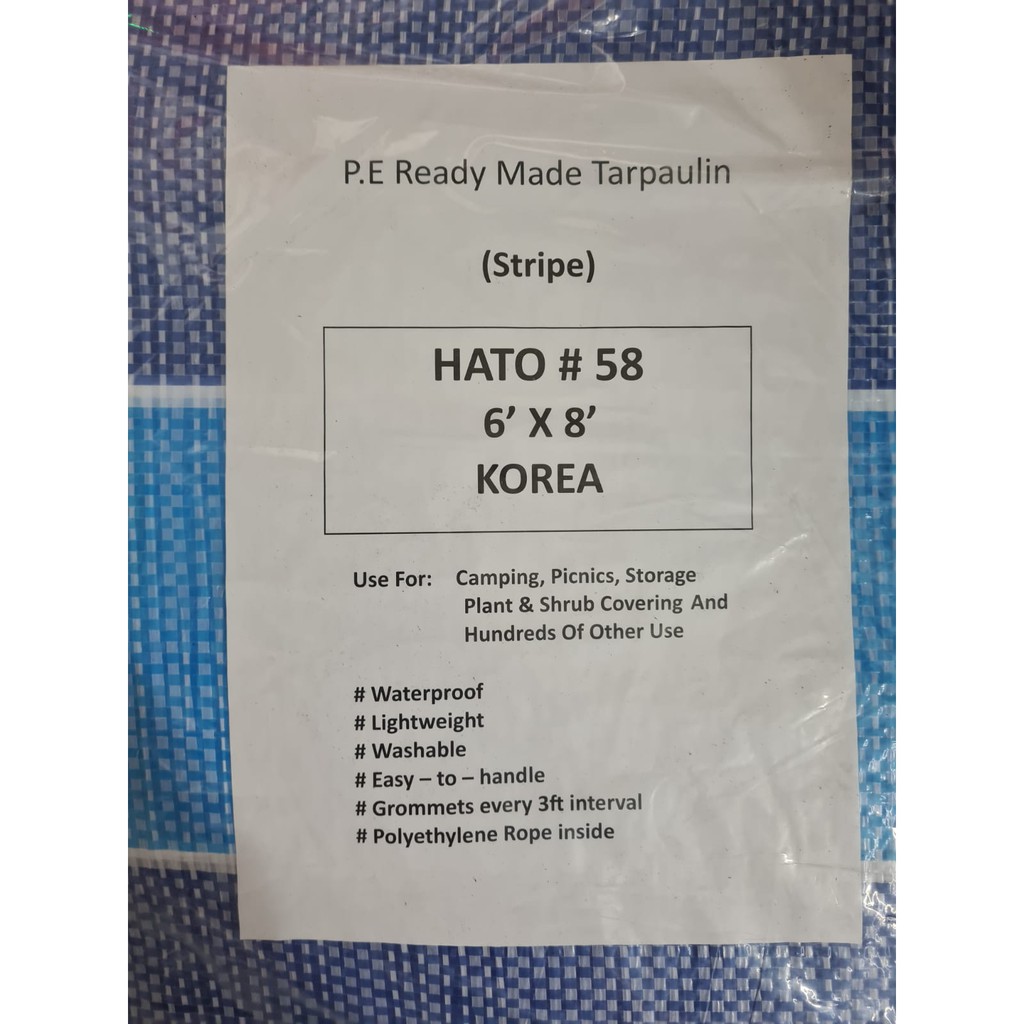 P.E Ready Made Tarpaulin
(Stripe)
HATO # 58
6’ X 8’
KOREA
Use For: Camping, Picnics, Storage
Plant & Shrub Covering And
Hundreds Of Other Use
# Waterproof
# Lightweight
# Washable
# Easy – to – handle
# Grommets every 3ft interval
# Polyethylene Rope inside